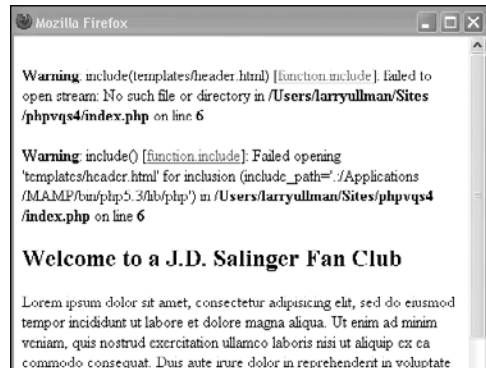 Mozilla Firefox
Warning: include(templates/header.html) [function.include]: failed to
open stream: No such file or directory in /Users/larryullman/Sites
/phpvqs4/index.php on line 6
Warning: include() [function.include]: Failed opening
'templates/header.html' for inclusion (include_path='.:/Applications
/MAMP/bin/php5.3/lib/php') in /Users/larryullman/Sites/phpvqs4
/index.php on line 6
Welcome to a J.D. Salinger Fan Club
Lorem ipsum dolor sit amet, consectetur adipisicing elit, sed do eiusmod
tempor incididunt ut labore et dolore magna aliqua. Ut enim ad minim
veniam, quis nostrud exercitation ullamco laboris nisi ut aliquip ex ea
commodo consequat. Duis aute irure dolor in reprehenderit in voluptate